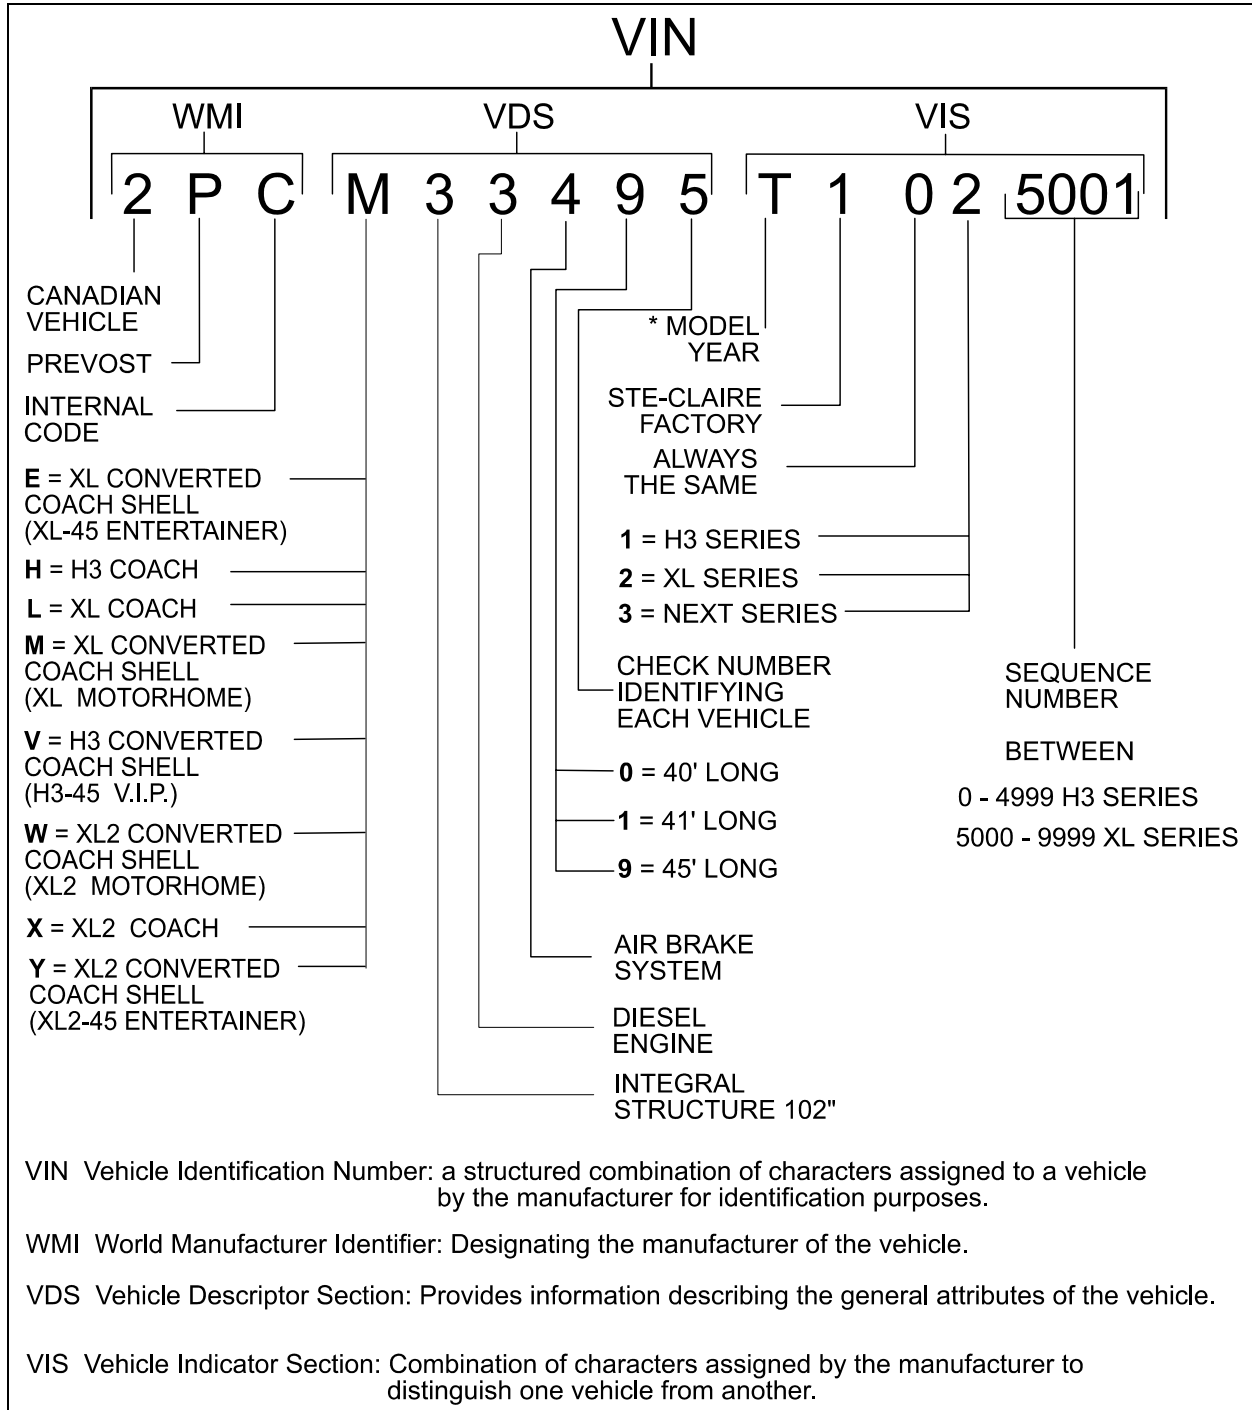 VIN
WMI VDS VIS
2 P C M 3 3 4 9 5 T 1 0 2 5001
CANADIAN
VEHICLE
PREVOST
INTERNAL
CODE
E = XL CONVERTED
COACH SHELL
(XL-45 ENTERTAINER)
H = H3 COACH
L = XL COACH
M = XL CONVERTED
COACH SHELL
(XL MOTORHOME)
V = H3 CONVERTED
COACH SHELL
(H3-45 V.I.P.)
W = XL2 CONVERTED
COACH SHELL
(XL2 MOTORHOME)
X = XL2 COACH
Y = XL2 CONVERTED
COACH SHELL
(XL2-45 ENTERTAINER)
* MODEL
YEAR
STE-CLAIRE
FACTORY
ALWAYS
THE SAME
1 = H3 SERIES
2 = XL SERIES
3 = NEXT SERIES
CHECK NUMBER
IDENTIFYING
EACH VEHICLE
0 = 40' LONG
1 = 41' LONG
9 = 45' LONG
AIR BRAKE
SYSTEM
DIESEL
ENGINE
INTEGRAL
STRUCTURE 102"
SEQUENCE
NUMBER
BETWEEN
0 - 4999 H3 SERIES
5000 - 9999 XL SERIES
VIN Vehicle Identification Number: a structured combination of characters assigned to a vehicle
by the manufacturer for identification purposes.
WMI World Manufacturer Identifier: Designating the manufacturer of the vehicle.
VDS Vehicle Descriptor Section: Provides information describing the general attributes of the vehicle.
VIS Vehicle Indicator Section: Combination of characters assigned by the manufacturer to
distinguish one vehicle from another.